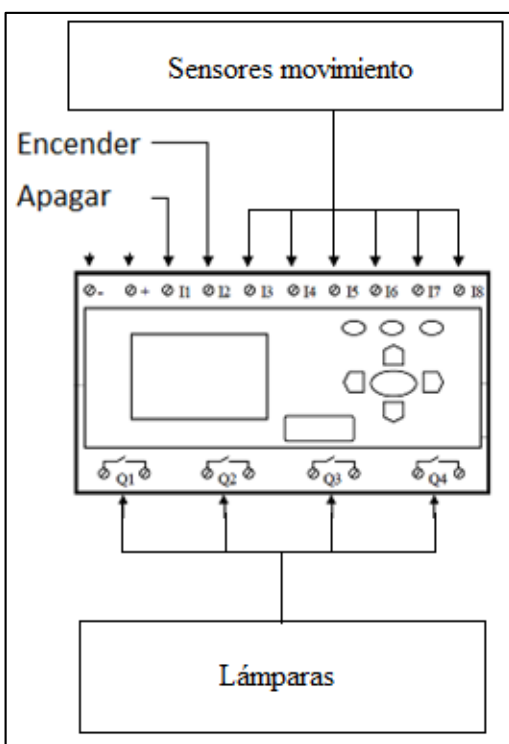 Sensores movimiento
Encender
Apagar
- + I1 I2 I3 I4 I5 I6 I7 I8
Q1 Q2 Q3 Q4
Lámparas